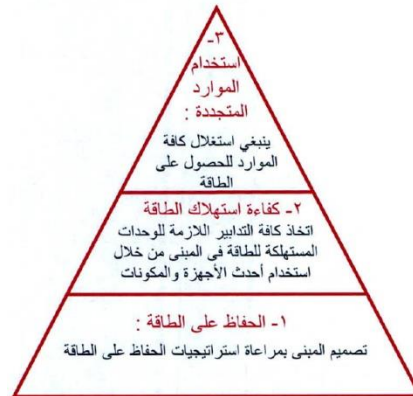 ٣-
استخدام
الموارد
المتجددة :
ينبغي استغلال كافة
الموارد للحصول على
الطاقة
٢- كفاءة استهلاك الطاقة
اتخاذ كافة التدابير اللازمة للوحدات
المستهلكة للطاقة فى المبنى من خلال
استخدام أحدث الأجهزة والمكونات
١- الحفاظ على الطاقة :
تصميم المبنى بمراعاة استراتيجيات الحفاظ على الطاقة